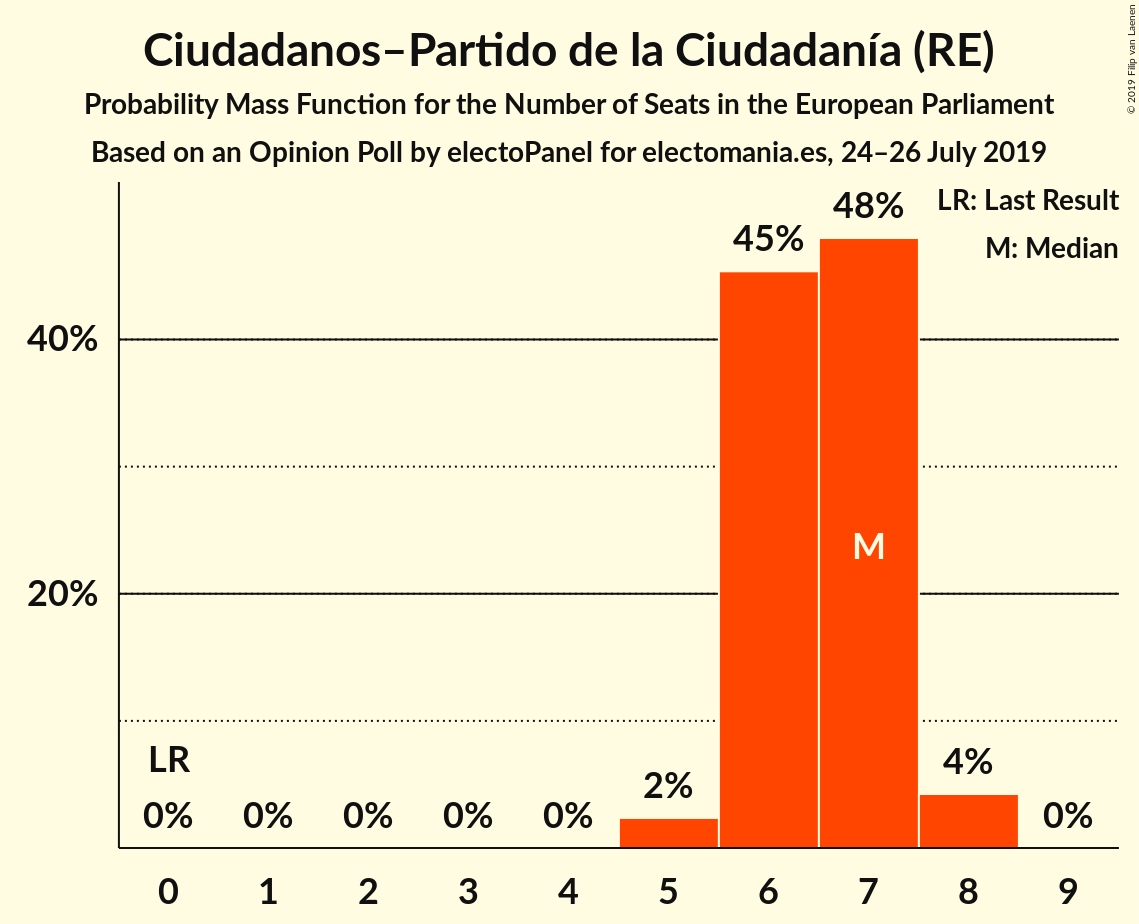 Ciudadanos–Partido de la Ciudadanía (RE)
Probability Mass Function for the Number of Seats in the European Parliament
Based on an Opinion Poll by electoPanel for electomania.es, 24–26 July 2019
© 2019 Filip van Laenen
LR: Last Result
M: Median
48%
45%
40%
M
20%
LR
4%
2%
0% 0% 0% 0% 0% 0%
0 1 2 3 4 5 6 7 8 9